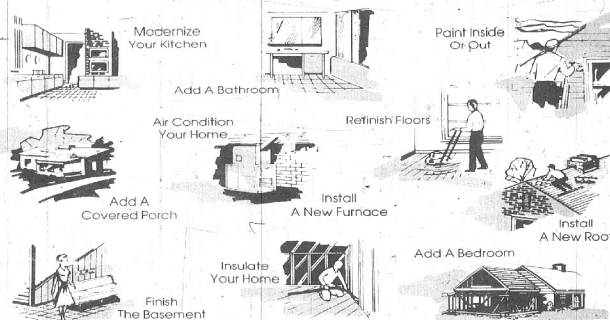 Modernize
Your Kitchen
Add A Bathroom
Paint Inside
Or Out
Air Condition
Your Home
Refinish Floors
Add A
Covered Porch
Install
A New Furnace
Install
A New Roof
Finish
The Basement
Insulate
Your Home
Add A Bedroom